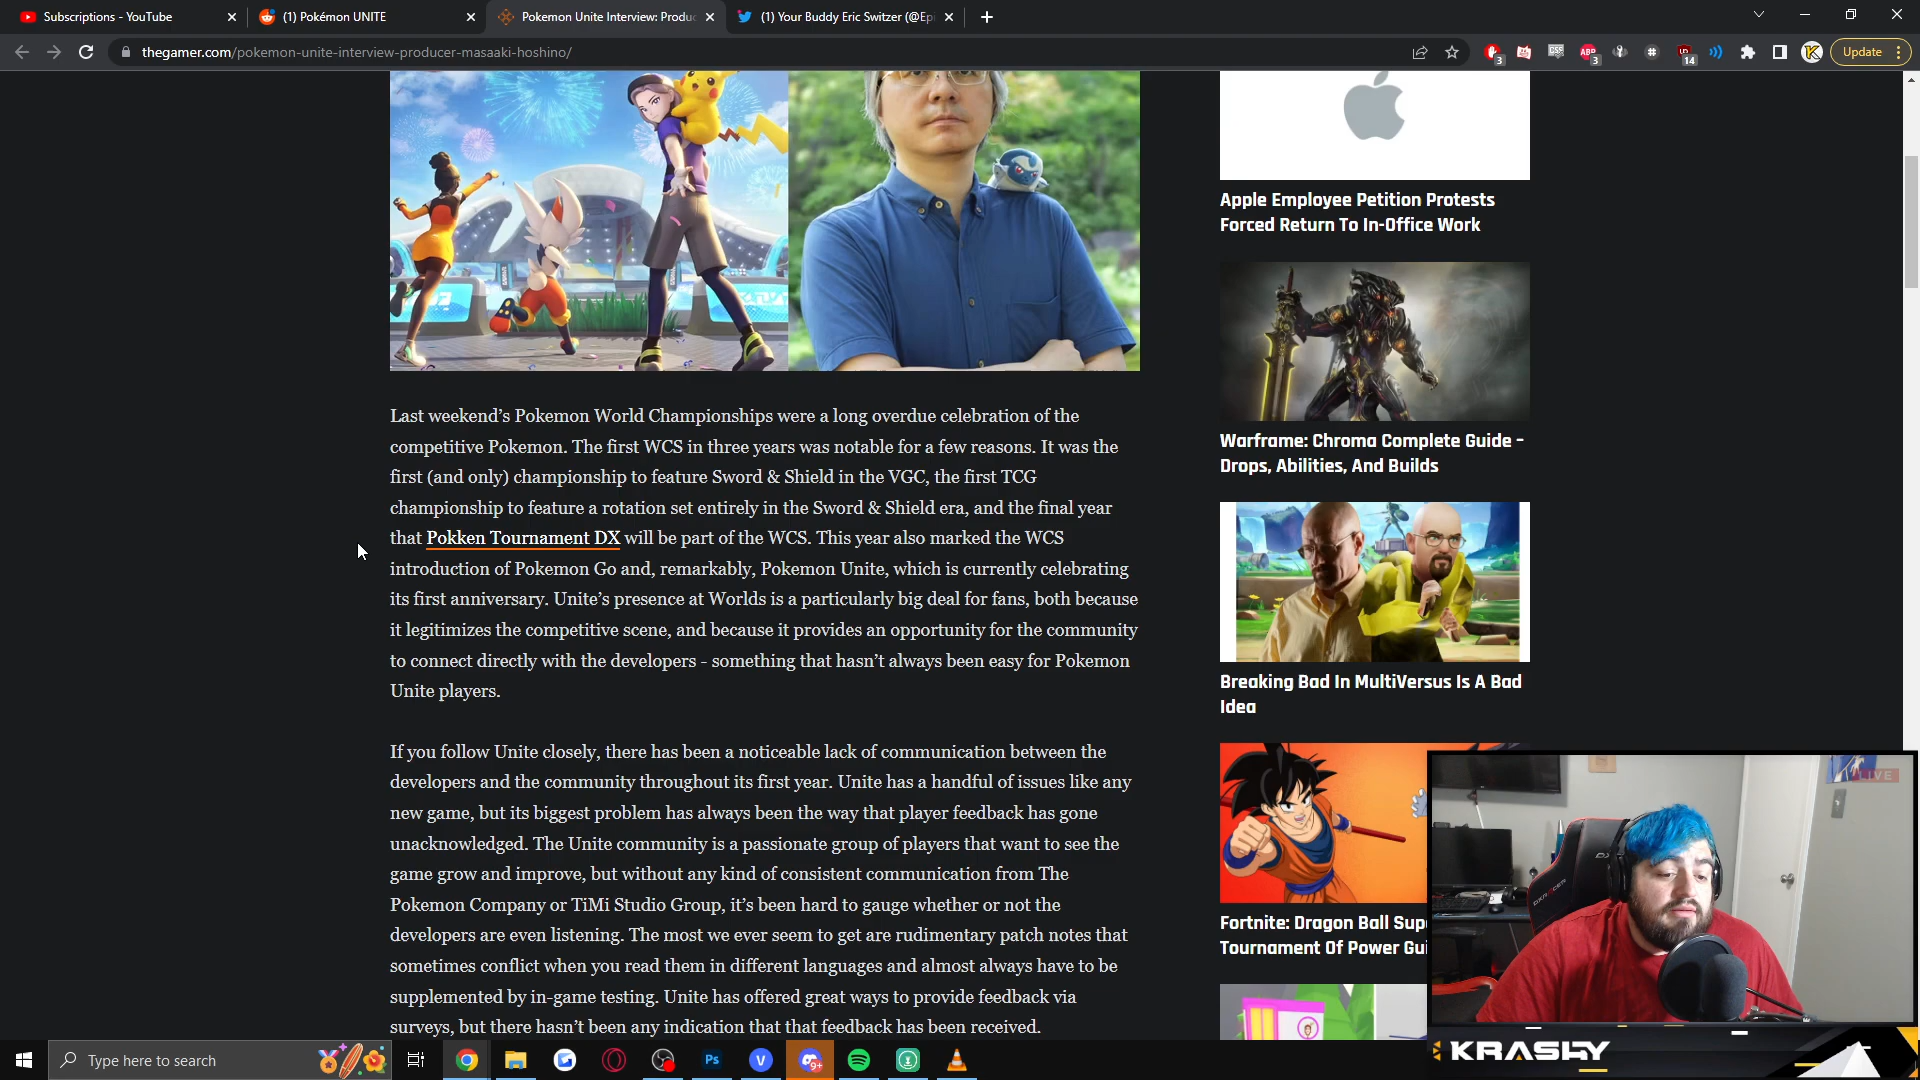 Subscriptions - YouTube
(1) Pokémon UNITE
Pokemon Unite Interview: Produ
(1) Your Buddy Eric Switzer (@Epi
thegamer.com/pokemon-unite-interview-producer-masaaki-hoshino/
Update
Last weekend's Pokemon World Championships were a long overdue celebration of the
competitive Pokemon. The first WCS in three years was notable for a few reasons. It was the
first (and only) championship to feature Sword & Shield in the VGC, the first TCG
championship to feature a rotation set entirely in the Sword & Shield era, and the final year
that Pokken Tournament DX will be part of the WCS. This year also marked the WCS
introduction of Pokemon Go and, remarkably, Pokemon Unite, which is currently celebrating
its first anniversary. Unite's presence at Worlds is a particularly big deal for fans, both because
it legitimizes the competitive scene, and because it provides an opportunity for the community
to connect directly with the developers - something that hasn't always been easy for Pokemon
Unite players.
If you follow Unite closely, there has been a noticeable lack of communication between the
developers and the community throughout its first year. Unite has a handful of issues like any
new game, but its biggest problem has always been the way that player feedback has gone
unacknowledged. The Unite community is a passionate group of players that want to see the
game grow and improve, but without any kind of consistent communication from The
Pokemon Company or TiMi Studio Group, it's been hard to gauge whether or not the
developers are even listening. The most we ever seem to get are rudimentary patch notes that
sometimes conflict when you read them in different languages and almost always have to be
supplemented by in-game testing. Unite has offered great ways to provide feedback via
surveys, but there hasn't been any indication that that feedback has been received.
Apple Employee Petition Protests
Forced Return To In-Office Work
Warframe: Chroma Complete Guide –
Drops, Abilities, And Builds
Breaking Bad In MultiVersus Is A Bad
Idea
Fortnite: Dragon Ball Sup
Tournament Of Power Gui
LIVE
KRASHY
Type here to search